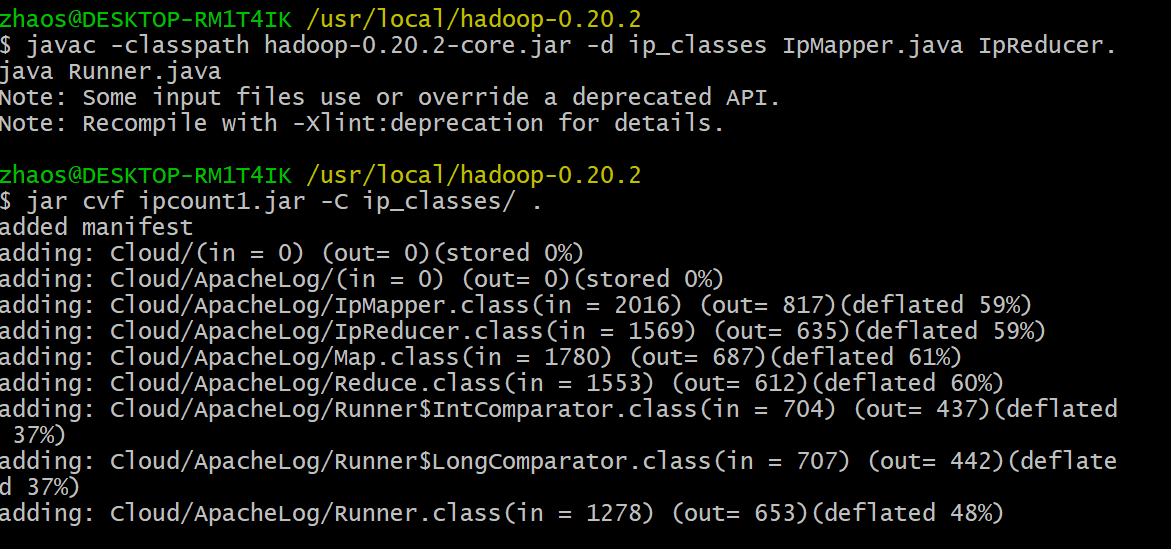 zhaos@DESKTOP-RM1T4IK /usr/local/hadoop-0.20.2
$ javac -classpath hadoop-0.20.2-core.jar -d ip_classes IpMapper.java IpReducer.
java Runner.java
Note: Some input files use or override a deprecated API.
Note: Recompile with -Xlint:deprecation for details.
zhaos@DESKTOP-RM1T4IK /usr/local/hadoop-0.20.2
$ jar cvf ipcount1.jar -C ip_classes/ .
added manifest
adding: Cloud/(in = 0) (out= 0)(stored 0%)
adding: Cloud/ApacheLog/(in = 0) (out= 0)(stored 0%)
adding: Cloud/ApacheLog/IpMapper.class(in = 2016) (out= 817)(deflated 59%)
adding: Cloud/ApacheLog/IpReducer.class(in = 1569) (out= 635)(deflated 59%)
adding: Cloud/ApacheLog/Map.class(in = 1780) (out= 687)(deflated 61%)
adding: Cloud/ApacheLog/Reduce.class(in = 1553) (out= 612)(deflated 60%)
adding: Cloud/ApacheLog/Runner$IntComparator.class(in = 704) (out= 437)(deflated
 37%)
adding: Cloud/ApacheLog/Runner$LongComparator.class(in = 707) (out= 442)(deflate
d 37%)
adding: Cloud/ApacheLog/Runner.class(in = 1278) (out= 653)(deflated 48%)